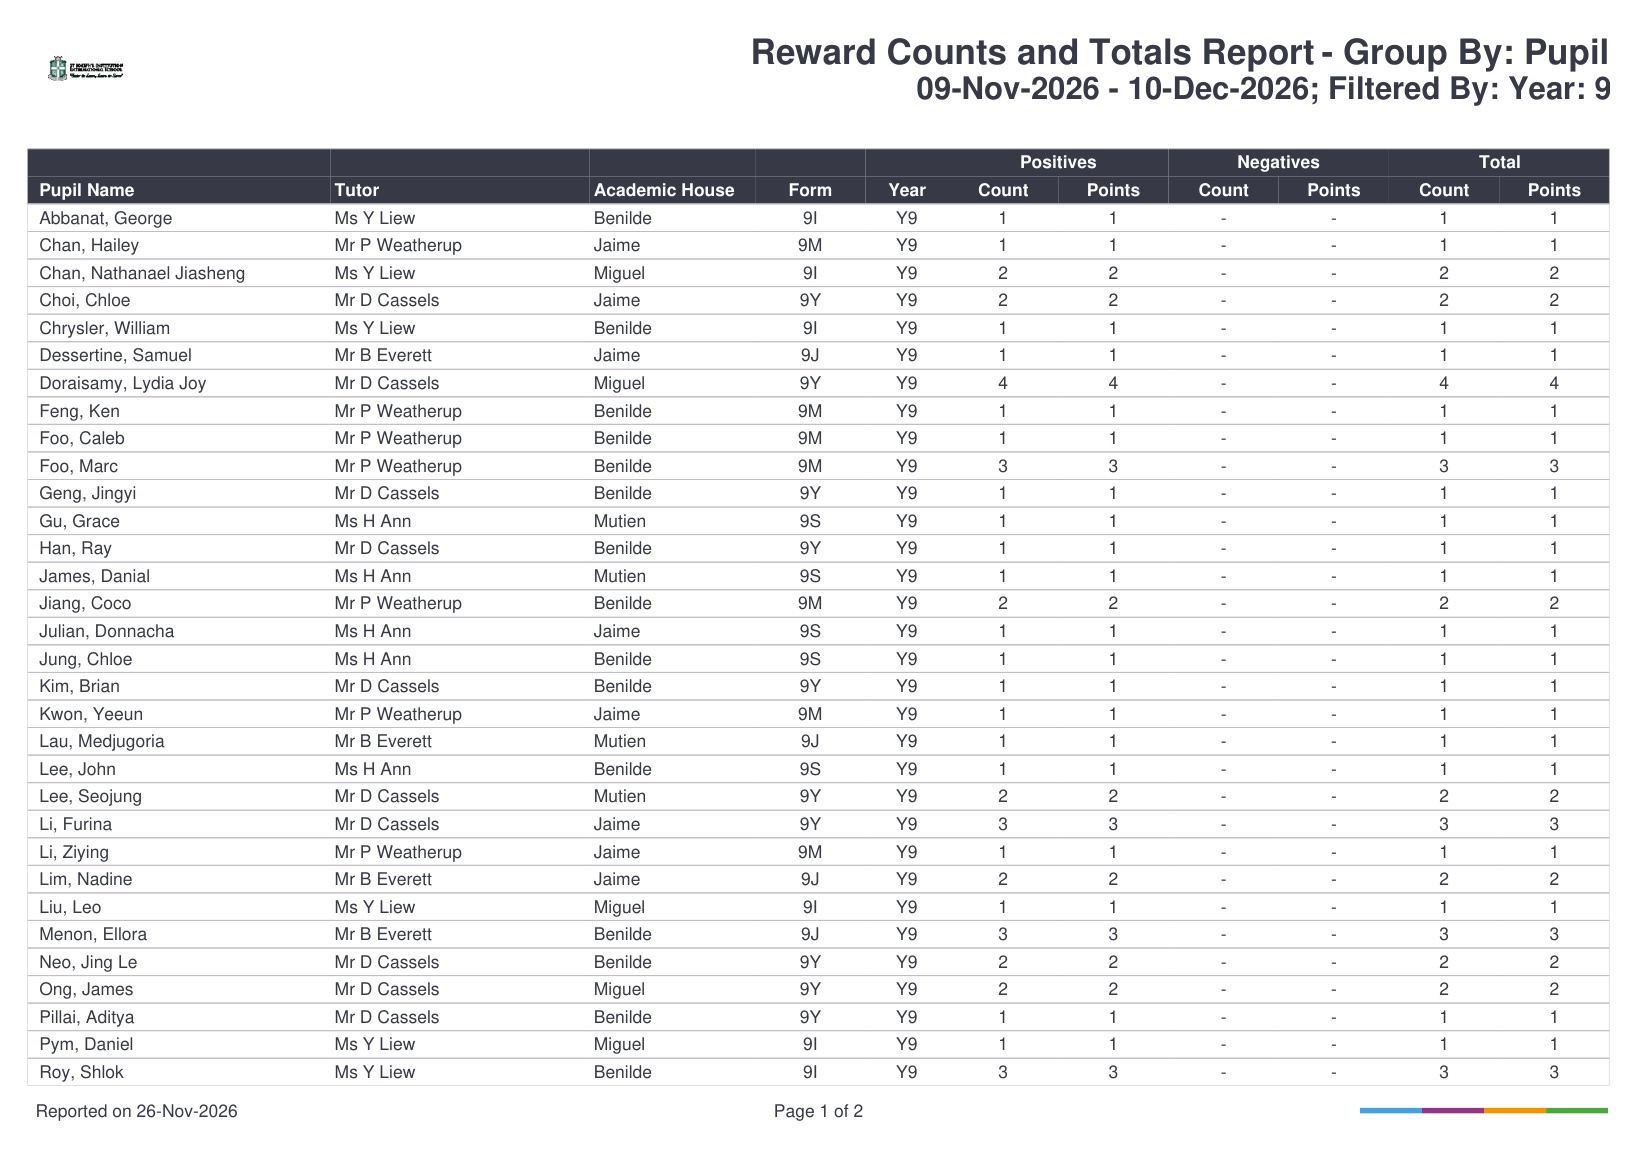 ST JOSEPH'S INSTITUTION
INTERNATIONAL SCHOOL
"Enter to Learn, Leave to Serve"
Reward Counts and Totals Report - Group By: Pupil
09-Nov-2026 - 10-Dec-2026; Filtered By: Year: 9
Positives Negatives Total
Pupil Name Tutor Academic House Form Year Count Points Count Points Count Points
Abbanat, George Ms Y Liew Benilde 9I Y9 1 1 - - 1 1
Chan, Hailey Mr P Weatherup Jaime 9M Y9 1 1 - - 1 1
Chan, Nathanael Jiasheng Ms Y Liew Miguel 9I Y9 2 2 - - 2 2
Choi, Chloe Mr D Cassels Jaime 9Y Y9 2 2 - - 2 2
Chrysler, William Ms Y Liew Benilde 9I Y9 1 1 - - 1 1
Dessertine, Samuel Mr B Everett Jaime 9J Y9 1 1 - - 1 1
Doraisamy, Lydia Joy Mr D Cassels Miguel 9Y Y9 4 4 - - 4 4
Feng, Ken Mr P Weatherup Benilde 9M Y9 1 1 - - 1 1
Foo, Caleb Mr P Weatherup Benilde 9M Y9 1 1 - - 1 1
Foo, Marc Mr P Weatherup Benilde 9M Y9 3 3 - - 3 3
Geng, Jingyi Mr D Cassels Benilde 9Y Y9 1 1 - - 1 1
Gu, Grace Ms H Ann Mutien 9S Y9 1 1 - - 1 1
Han, Ray Mr D Cassels Benilde 9Y Y9 1 1 - - 1 1
James, Danial Ms H Ann Mutien 9S Y9 1 1 - - 1 1
Jiang, Coco Mr P Weatherup Benilde 9M Y9 2 2 - - 2 2
Julian, Donnacha Ms H Ann Jaime 9S Y9 1 1 - - 1 1
Jung, Chloe Ms H Ann Benilde 9S Y9 1 1 - - 1 1
Kim, Brian Mr D Cassels Benilde 9Y Y9 1 1 - - 1 1
Kwon, Yeeun Mr P Weatherup Jaime 9M Y9 1 1 - - 1 1
Lau, Medjugoria Mr B Everett Mutien 9J Y9 1 1 - - 1 1
Lee, John Ms H Ann Benilde 9S Y9 1 1 - - 1 1
Lee, Seojung Mr D Cassels Mutien 9Y Y9 2 2 - - 2 2
Li, Furina Mr D Cassels Jaime 9Y Y9 3 3 - - 3 3
Li, Ziying Mr P Weatherup Jaime 9M Y9 1 1 - - 1 1
Lim, Nadine Mr B Everett Jaime 9J Y9 2 2 - - 2 2
Liu, Leo Ms Y Liew Miguel 9I Y9 1 1 - - 1 1
Menon, Ellora Mr B Everett Benilde 9J Y9 3 3 - - 3 3
Neo, Jing Le Mr D Cassels Benilde 9Y Y9 2 2 - - 2 2
Ong, James Mr D Cassels Miguel 9Y Y9 2 2 - - 2 2
Pillai, Aditya Mr D Cassels Benilde 9Y Y9 1 1 - - 1 1
Pym, Daniel Ms Y Liew Miguel 9I Y9 1 1 - - 1 1
Roy, Shlok Ms Y Liew Benilde 9I Y9 3 3 - - 3 3
Reported on 26-Nov-2026 Page 1 of 2